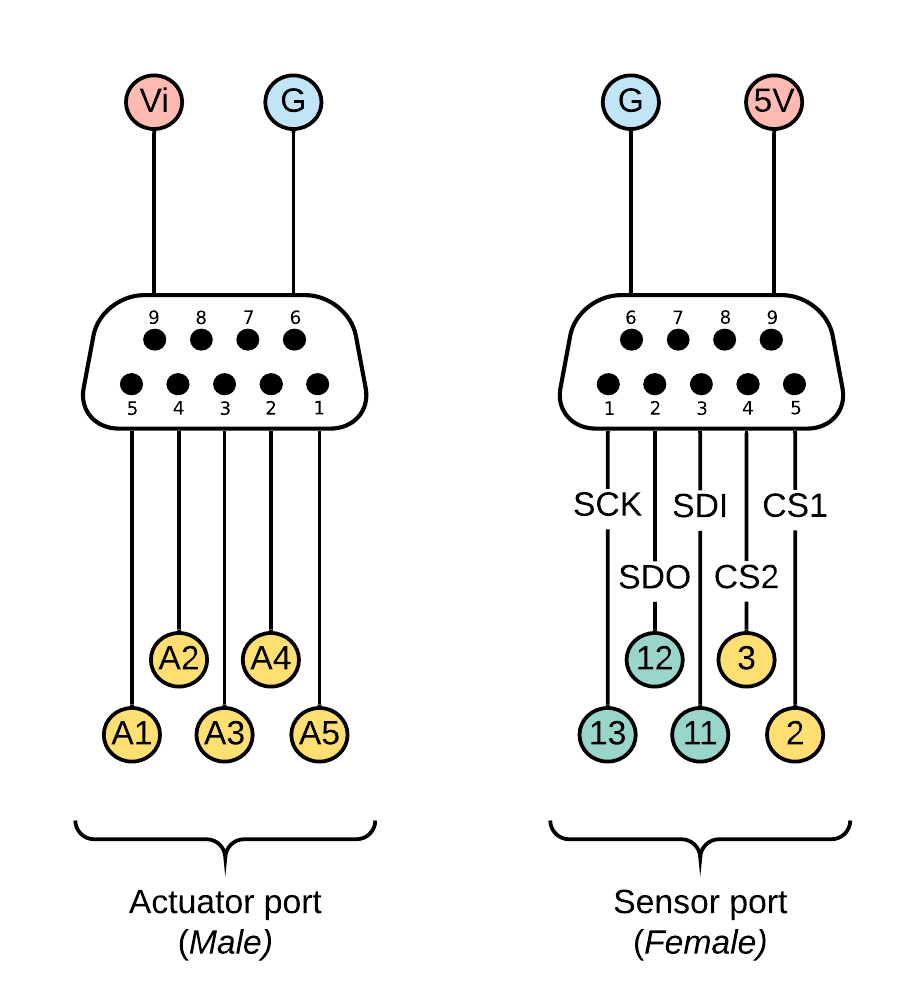 Vi G G 5V
9 8 7 6 6 7 8 9
5 4 3 2 1 1 2 3 4 5
SCK SDI CS1
SDO CS2
A2 A4 12 3
A1 A3 A5 13 11 2
Actuator port Sensor port
(Male) (Female)